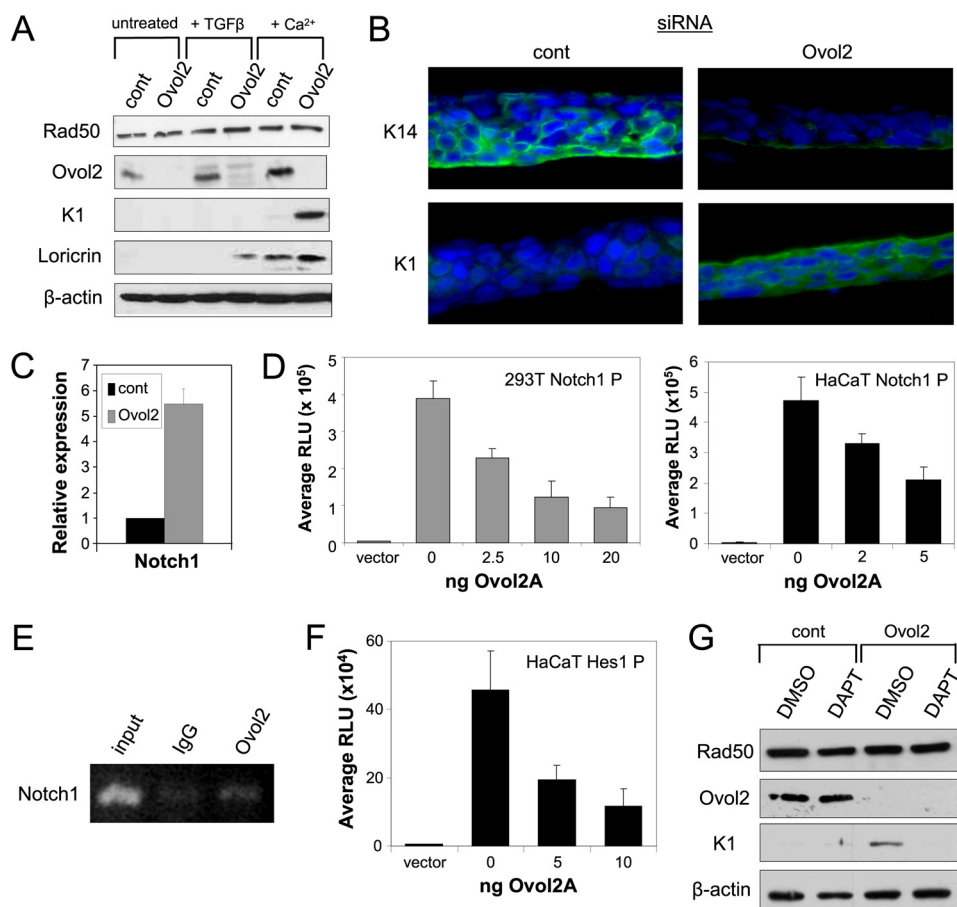 A
untreated
+ TGFβ
+ Ca²⁺
cont
Ovol2
cont
Ovol2
cont
Ovol2
Rad50
Ovol2
K1
Loricrin
β-actin
B
siRNA
cont
Ovol2
K14
K1
C
Relative expression
7
6
5
4
3
2
1
0
cont
Ovol2
Notch1
D
Average RLU (x 10⁵)
5
4
3
2
1
0
293T Notch1 P
vector
0
2.5
10
20
ng Ovol2A
Average RLU (x 10⁵)
6
5
4
3
2
1
0
HaCaT Notch1 P
vector
0
2
5
ng Ovol2A
E
input
IgG
Ovol2
Notch1
F
Average RLU (x10⁴)
60
40
20
0
HaCaT Hes1 P
vector
0
5
10
ng Ovol2A
G
cont
Ovol2
DMSO
DAPT
DMSO
DAPT
Rad50
Ovol2
K1
β-actin